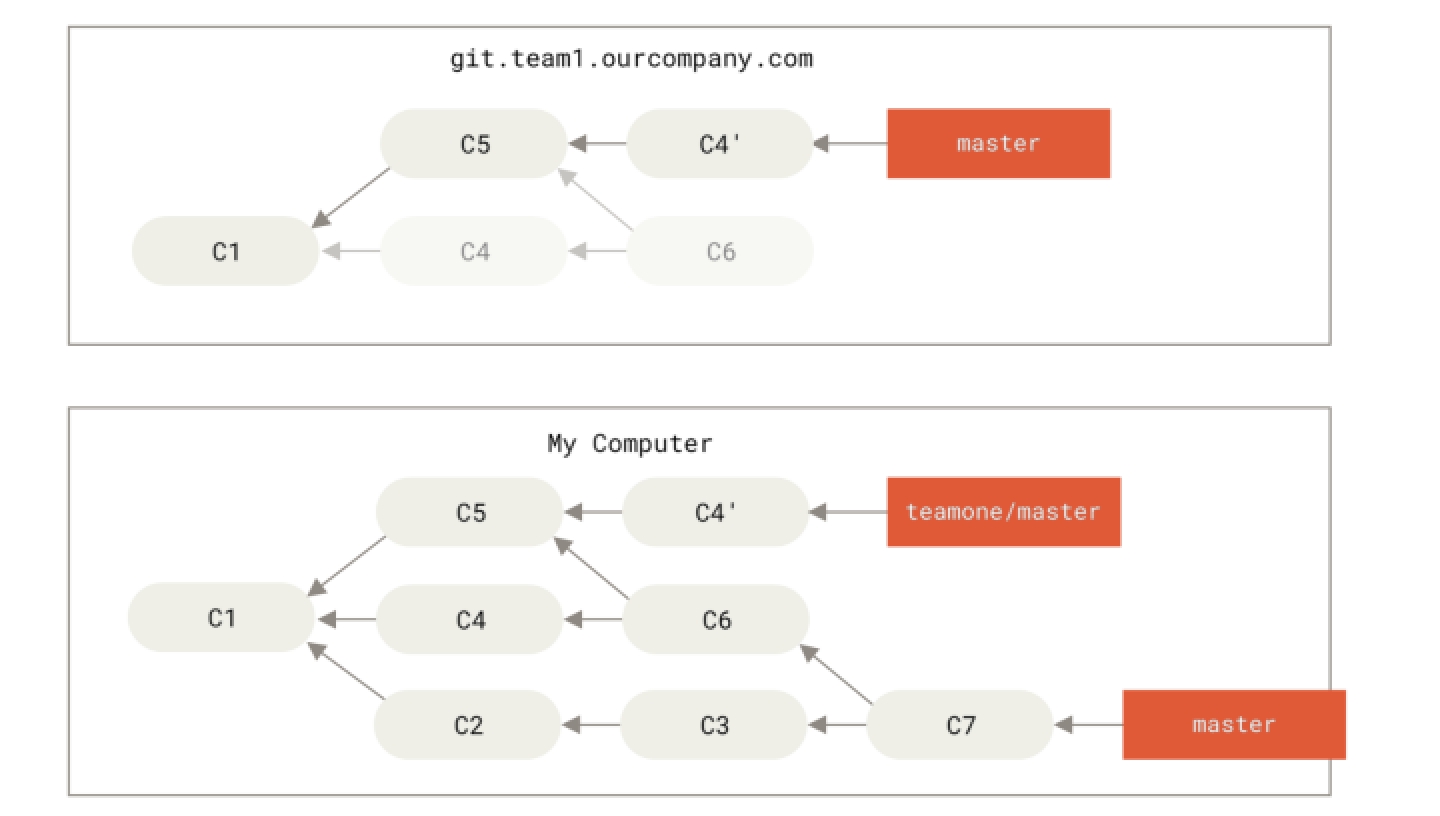 git.team1.ourcompany.com
C5 C4' master
C1 C4 C6
My Computer
C5 C4' teamone/master
C1 C4 C6
C2 C3 C7 master